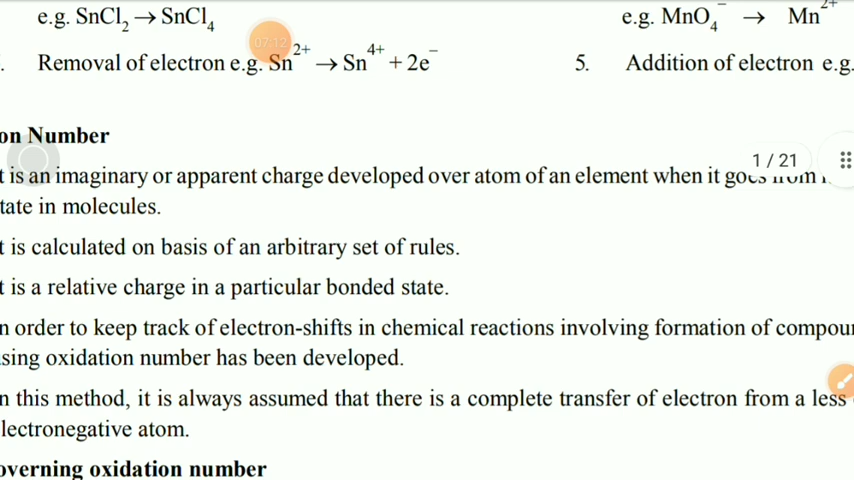 e.g. SnCl₂ → SnCl₄
e.g. MnO₄⁻ → Mn²⁺
07:12
Removal of electron e.g. Sn²⁺ → Sn⁴⁺ + 2e⁻
5. Addition of electron e.g.
on Number
1 / 21
t is an imaginary or apparent charge developed over atom of an element when it goes from
tate in molecules.
t is calculated on basis of an arbitrary set of rules.
t is a relative charge in a particular bonded state.
n order to keep track of electron-shifts in chemical reactions involving formation of compou
sing oxidation number has been developed.
n this method, it is always assumed that there is a complete transfer of electron from a less
lectronegative atom.
overning oxidation number